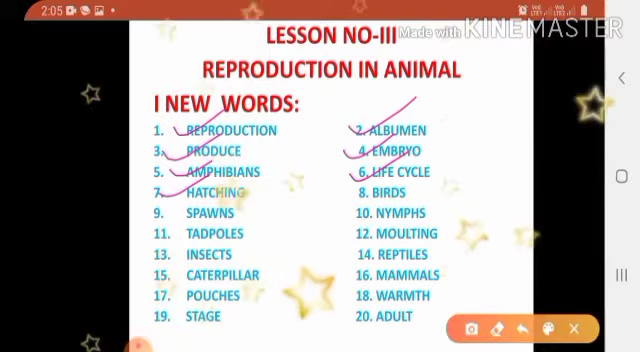 2:05
Made with KINEMASTER
LESSON NO-III
REPRODUCTION IN ANIMAL
I NEW WORDS:
1. REPRODUCTION 2. ALBUMEN
3. PRODUCE 4. EMBRYO
5. AMPHIBIANS 6. LIFE CYCLE
7. HATCHING 8. BIRDS
9. SPAWNS 10. NYMPHS
11. TADPOLES 12. MOULTING
13. INSECTS 14. REPTILES
15. CATERPILLAR 16. MAMMALS
17. POUCHES 18. WARMTH
19. STAGE 20. ADULT